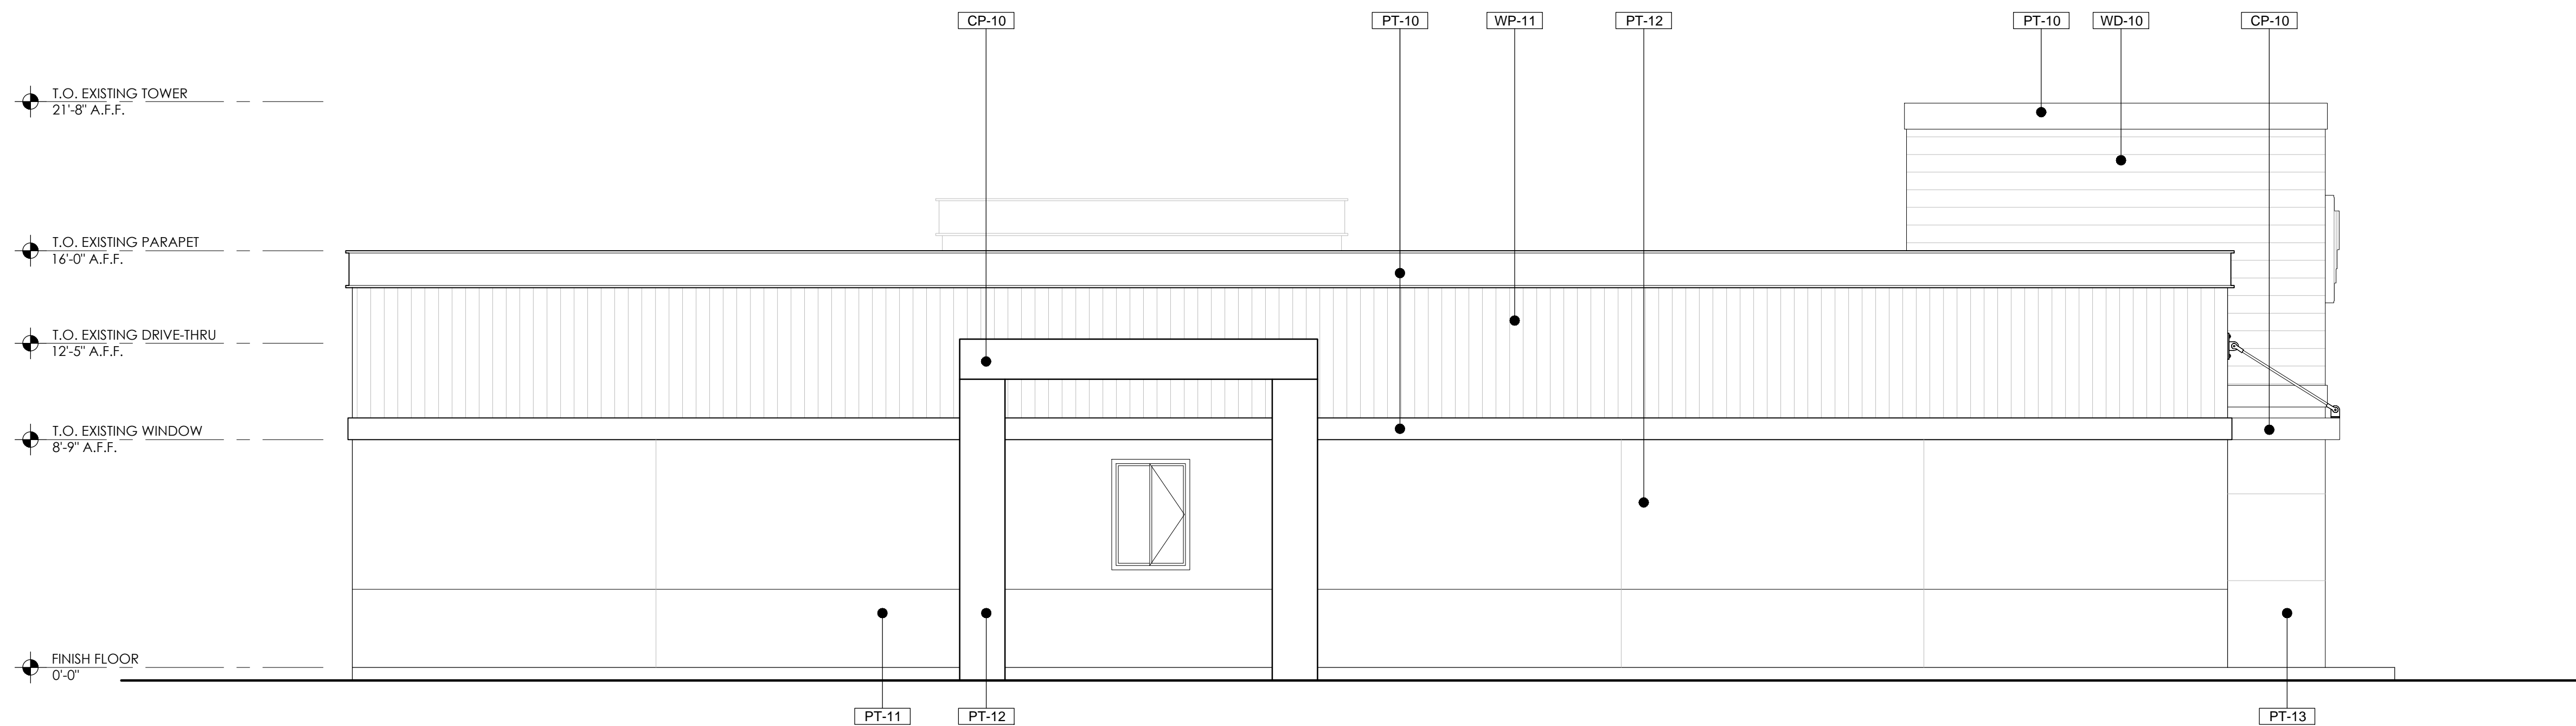 CP-10 PT-10 WP-11 PT-12 PT-10 WD-10 CP-10
T.O. EXISTING TOWER
21'-8" A.F.F.
T.O. EXISTING PARAPET
16'-0" A.F.F.
T.O. EXISTING DRIVE-THRU
12'-5" A.F.F.
T.O. EXISTING WINDOW
8'-9" A.F.F.
FINISH FLOOR
0'-0"
PT-11 PT-12 PT-13